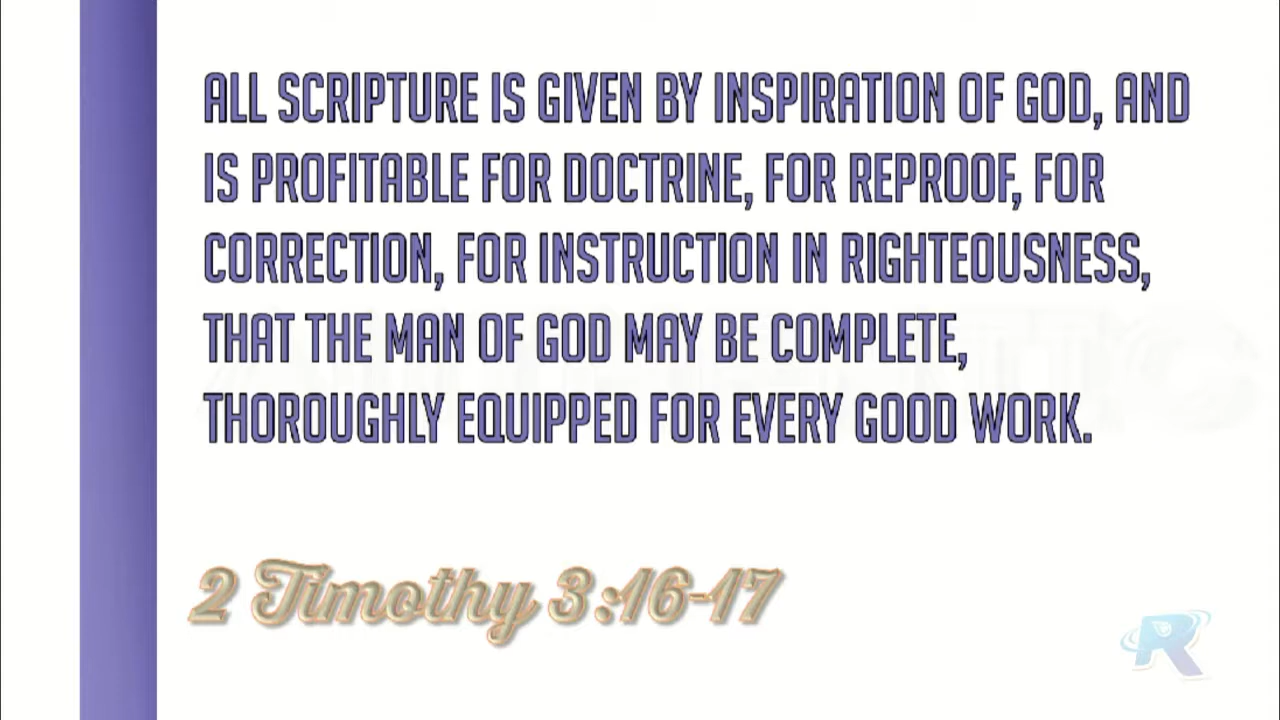 ALL SCRIPTURE IS GIVEN BY INSPIRATION OF GOD, AND
IS PROFITABLE FOR DOCTRINE, FOR REPROOF, FOR
CORRECTION, FOR INSTRUCTION IN RIGHTEOUSNESS,
THAT THE MAN OF GOD MAY BE COMPLETE,
THOROUGHLY EQUIPPED FOR EVERY GOOD WORK.
2 Timothy 3:16-17
R